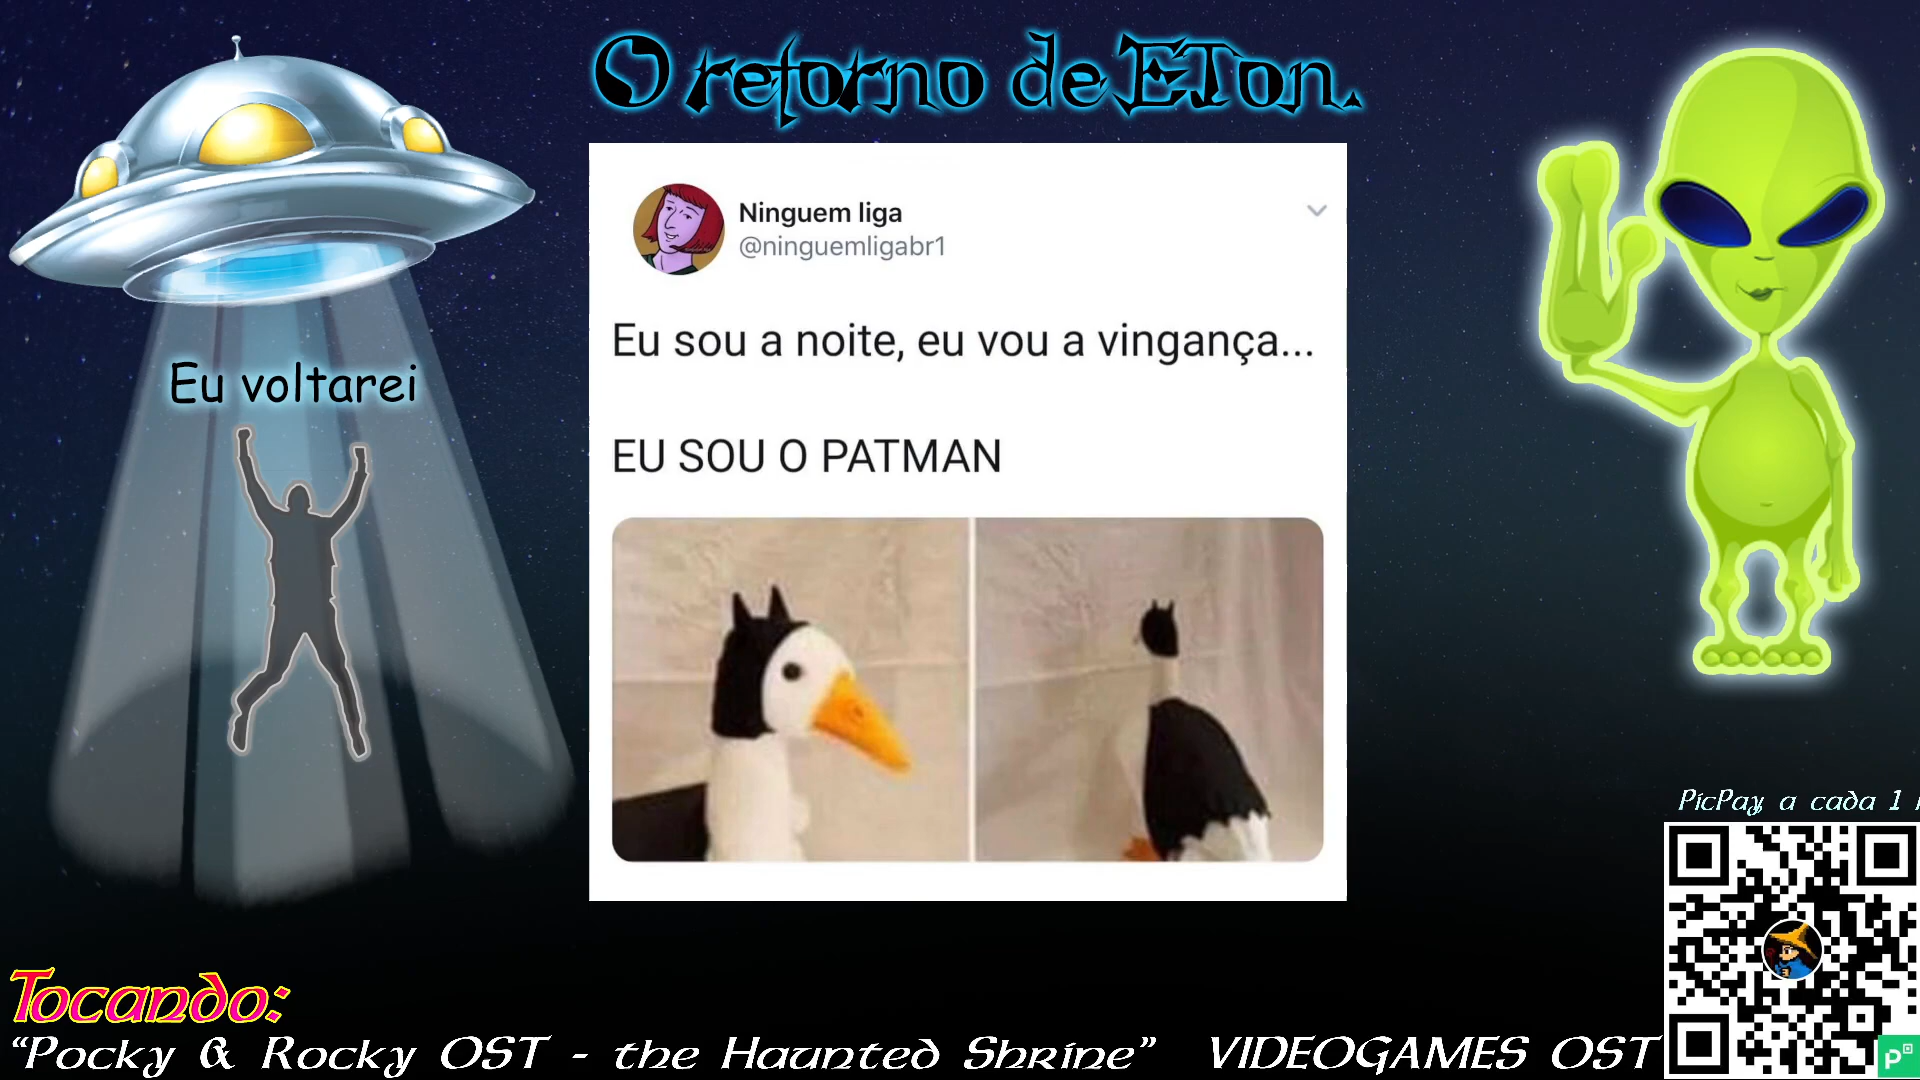 O retorno de ETon.
Ninguem liga
@ninguemligabr1
Eu sou a noite, eu vou a vingança...
EU SOU O PATMAN
Eu voltarei
PicPay a cada 1
Tocando:
“Pocky & Rocky OST - the Haunted Shrine” VIDEOGAMES OST